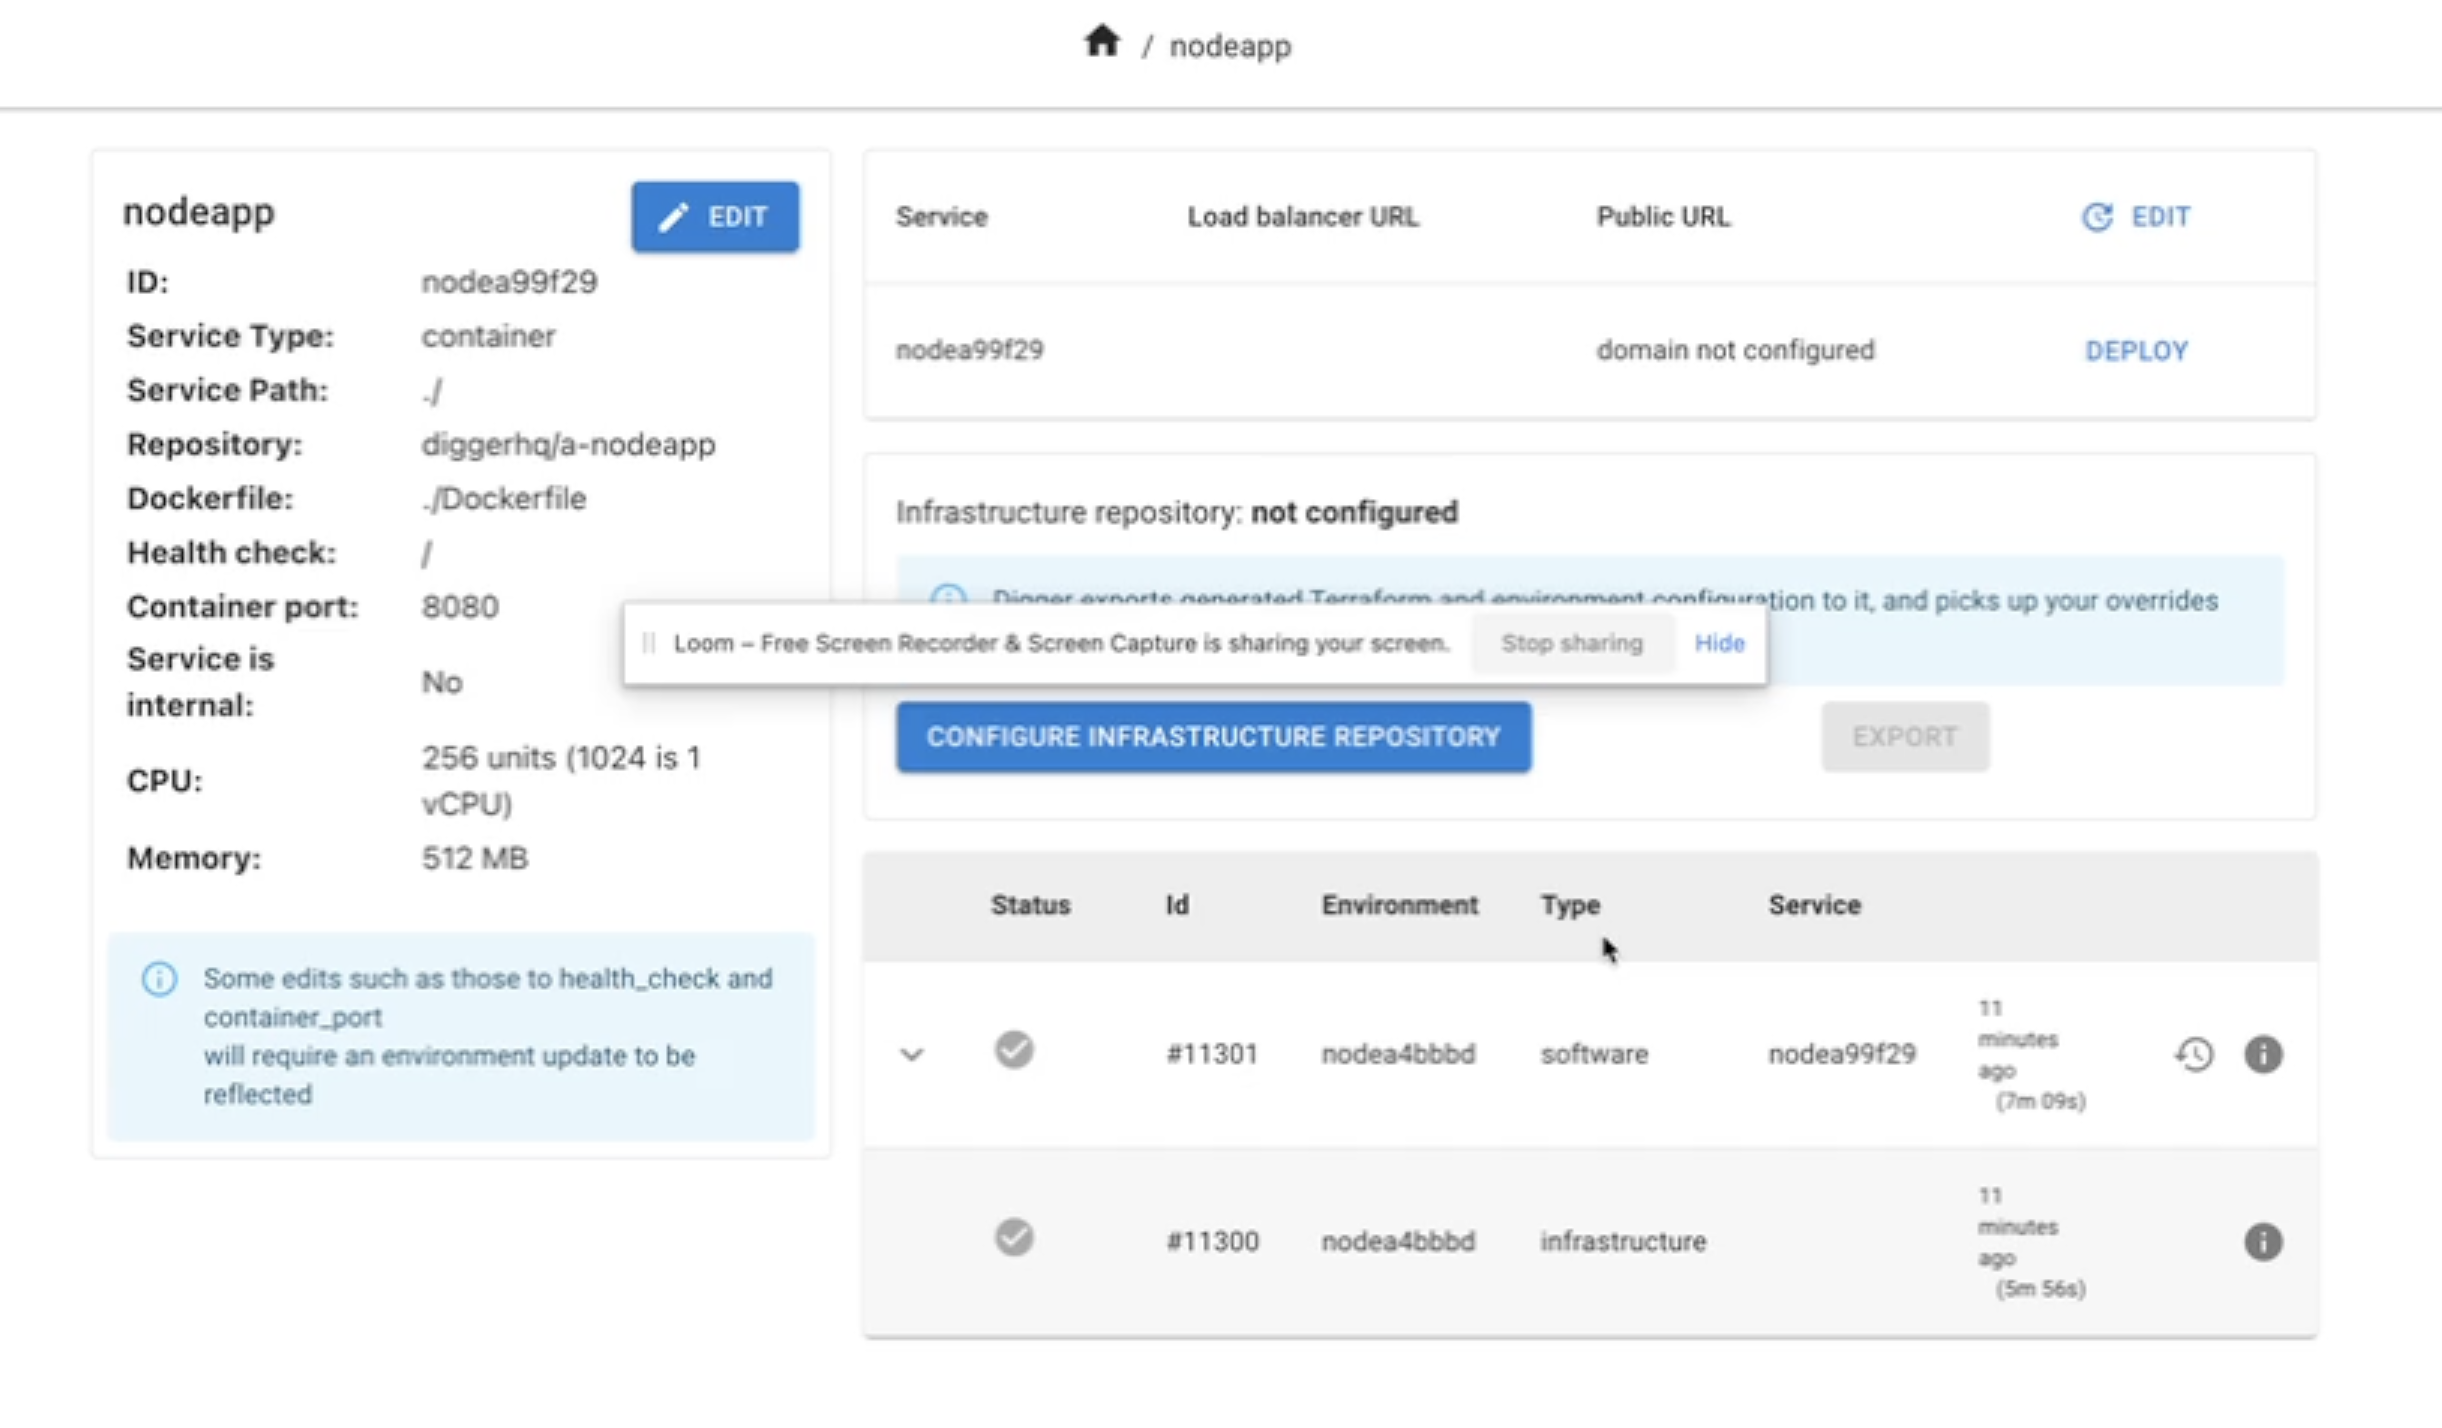 / nodeapp
nodeapp
EDIT
ID: nodea99f29
Service Type: container
Service Path: ./
Repository: diggerhq/a-nodeapp
Dockerfile: ./Dockerfile
Health check: /
Container port: 8080
Service is
internal:
No
CPU:
256 units (1024 is 1
vCPU)
Memory: 512 MB
Some edits such as those to health_check and
container_port
will require an environment update to be
reflected
Service Load balancer URL Public URL EDIT
nodea99f29 domain not configured DEPLOY
Infrastructure repository: not configured
Digger exports generated Terraform and environment configuration to it, and picks up your overrides
Loom – Free Screen Recorder & Screen Capture is sharing your screen. Stop sharing Hide
CONFIGURE INFRASTRUCTURE REPOSITORY EXPORT
Status Id Environment Type Service
#11301 nodea4bbbd software nodea99f29
11
minutes
ago
(7m 09s)
#11300 nodea4bbbd infrastructure
11
minutes
ago
(5m 56s)